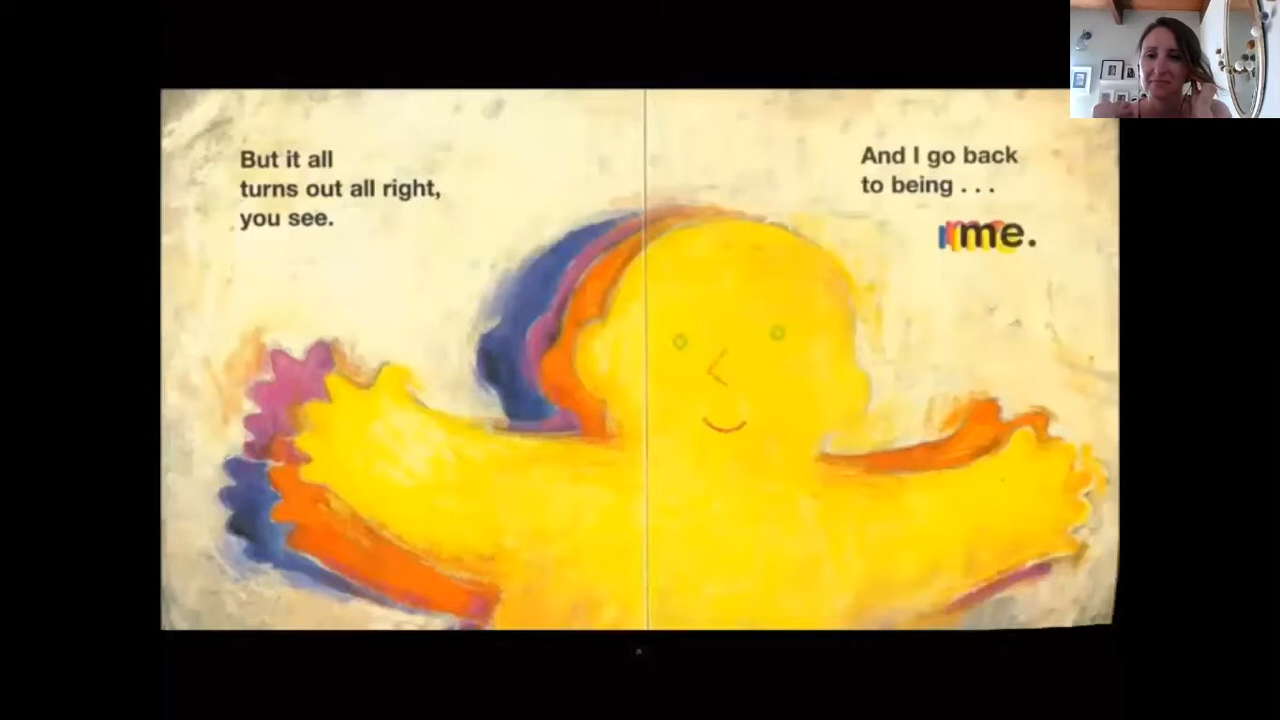 But it all
turns out all right,
you see.
And I go back
to being . . .
me.